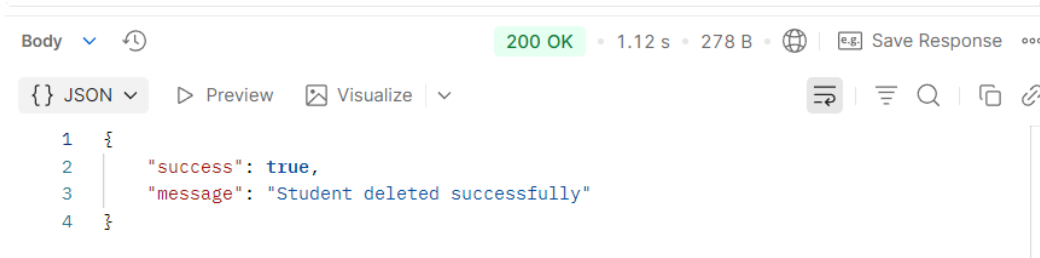 Body
200 OK • 1.12 s • 278 B •
e.g. Save Response
{} JSON
Preview
Visualize
1 {
2 "success": true,
3 "message": "Student deleted successfully"
4 }